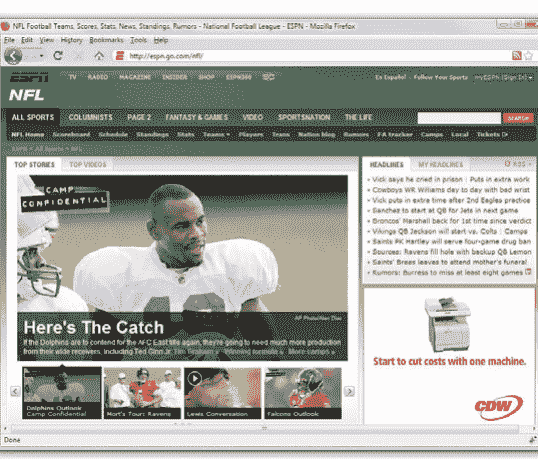 NFL Football Teams, Scores, Stats, News, Standings, Rumors - National Football League - ESPN - Mozilla Firefox
File Edit View History Bookmarks Tools Help
http://espn.go.com/nfl/
ESPN TV RADIO MAGAZINE INSIDER SHOP ESPN360 En Español Follow Your Sports myESPN (Sign In)
NFL
ALL SPORTS COLUMNISTS PAGE 2 FANTASY & GAMES VIDEO SPORTSNATION THE LIFE SEARCH
NFL Home Scoreboard Schedule Standings Stats Teams Players Trans Nation blog Rumors FA tracker Camps Local Tickets
ESPN > All Sports > NFL
TOP STORIES TOP VIDEOS
HEADLINES MY HEADLINES RSS
CAMP
CONFIDENTIAL
• Vick says he cried in prison | Puts in extra work
• Cowboys WR Williams day to day with bad wrist
• Vick puts in extra time after 2nd Eagles practice
• Sanchez to start at QB for Jets in next game
• Broncos' Marshall back for 1st time since verdict
• Vikings QB Jackson will start vs. Colts | Camps
• Saints PK Hartley will serve four-game drug ban
• Sources: Ravens fill hole with backup QB Lemon
• Saints' Brees leaves to attend mother's funeral
• Rumors: Burress to miss at least eight games
Here's The Catch
If the Dolphins are to contend for the AFC East title again, they're going to need much more production
from their wide receivers, including Ted Ginn Jr. Tim Graham » Winning formula » More camps »
Start to cut costs with one machine.
CDW
Dolphins Outlook
Camp Confidential
Mort's Tour: Ravens
Lewis Conversation
Falcons Outlook
Done